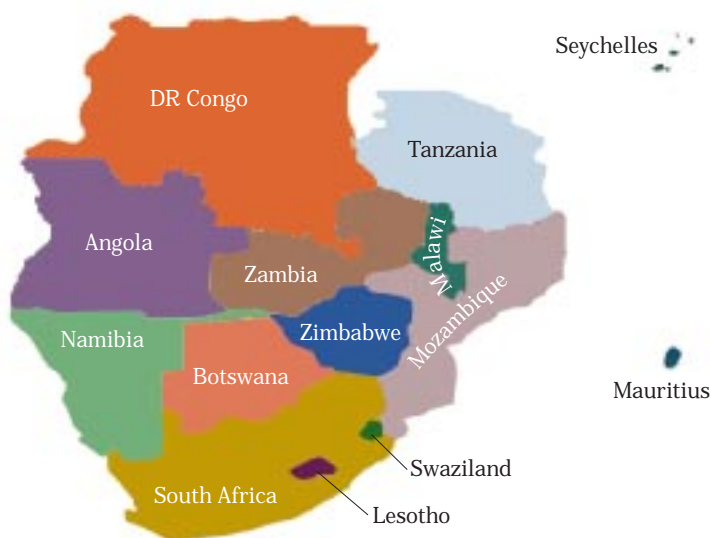 Seychelles
DR Congo
Tanzania
Angola
Malawi
Zambia
Mozambique
Namibia
Zimbabwe
Botswana
Mauritius
Swaziland
South Africa
Lesotho